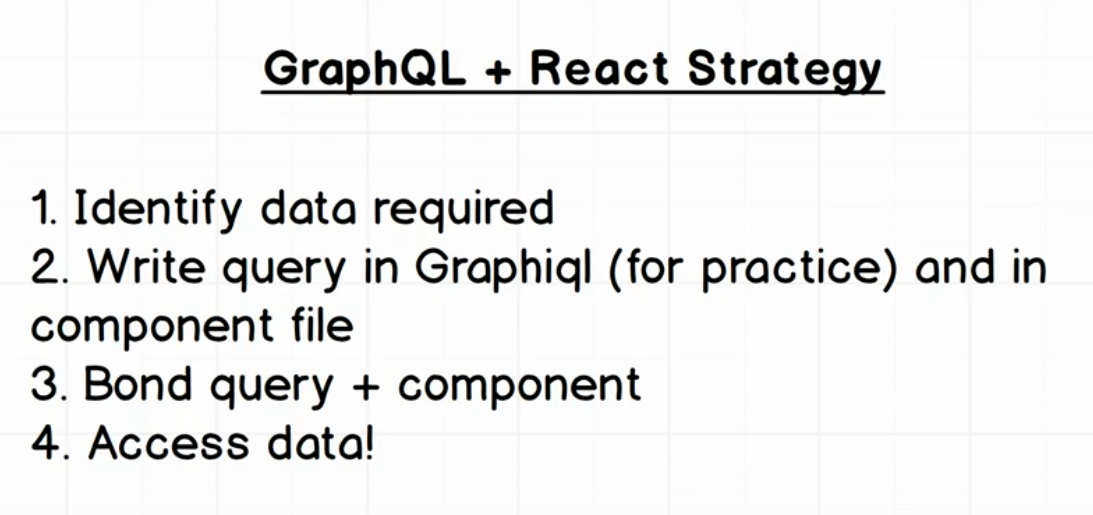 GraphQL + React Strategy
1. Identify data required
2. Write query in Graphiql (for practice) and in
component file
3. Bond query + component
4. Access data!